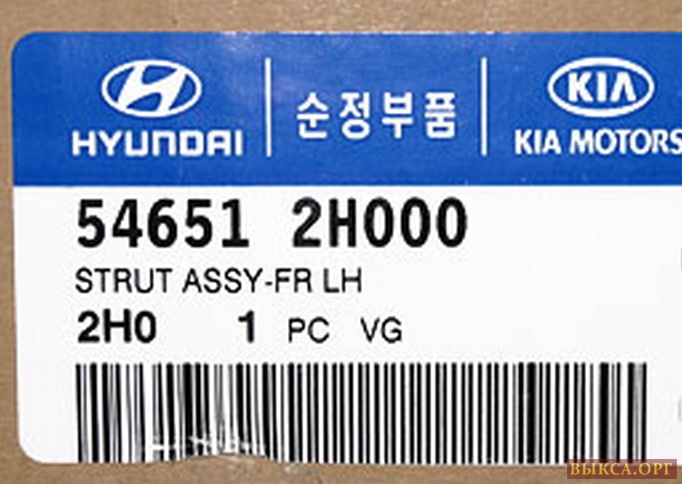 HYUNDAI 순정부품 KIA
KIA MOTORS
54651 2H000
STRUT ASSY-FR LH
2H0 1 PC VG
ВЫКСА.ОРГ